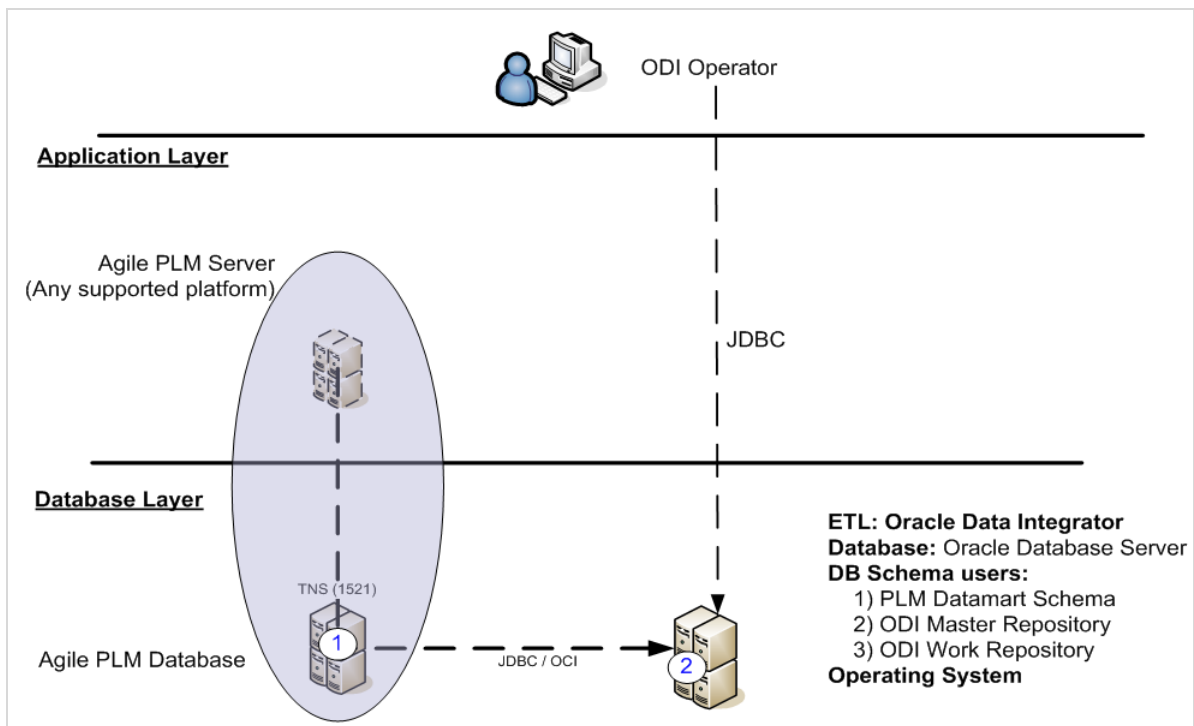 ODI Operator
Application Layer
Agile PLM Server
(Any supported platform)
JDBC
Database Layer
TNS (1521)
1
Agile PLM Database
JDBC / OCI
2
ETL: Oracle Data Integrator
Database: Oracle Database Server
DB Schema users:
1) PLM Datamart Schema
2) ODI Master Repository
3) ODI Work Repository
Operating System